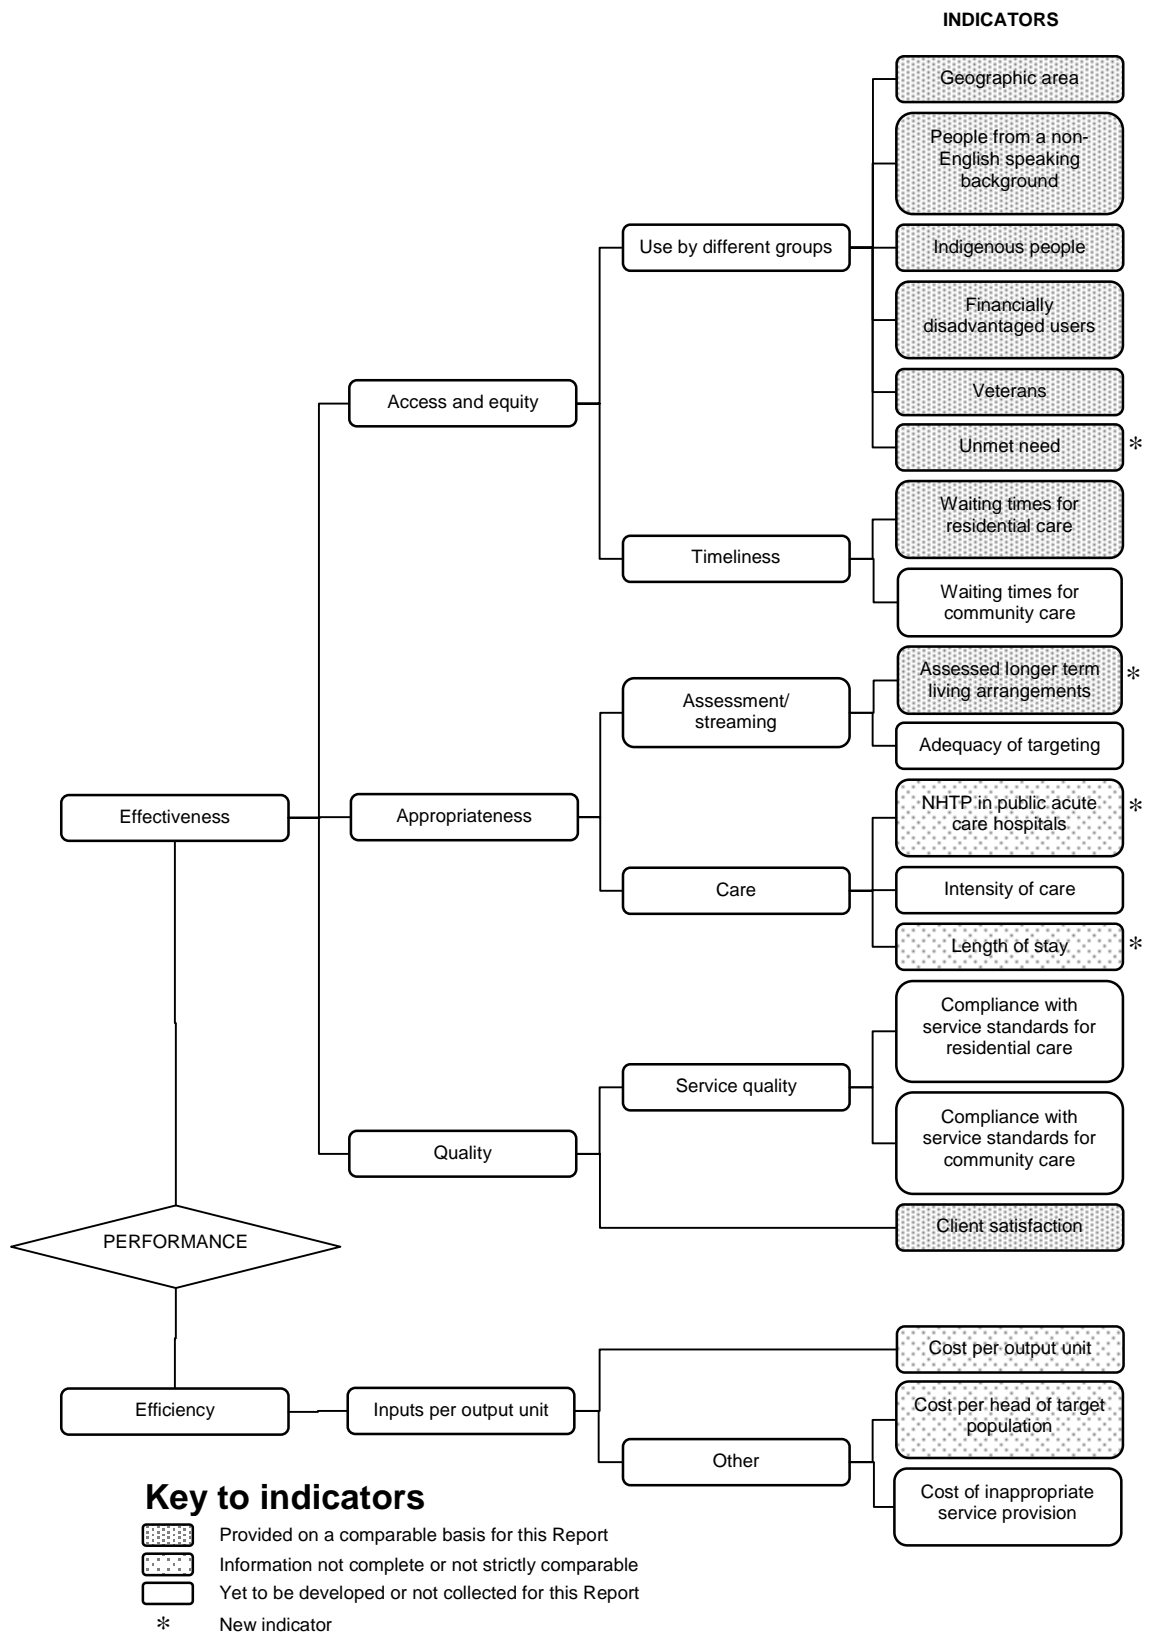 INDICATORS
Geographic area
People from a non-
English speaking
background
Use by different groups
Indigenous people
Financially
disadvantaged users
Access and equity
Veterans
Unmet need *
Waiting times for
residential care
Timeliness
Waiting times for
community care
Assessed longer term *
living arrangements
Assessment/
streaming
Adequacy of targeting
Effectiveness
Appropriateness
NHTP in public acute *
care hospitals
Care
Intensity of care
Length of stay *
Compliance with
service standards for
residential care
Service quality
Compliance with
service standards for
community care
Quality
Client satisfaction
PERFORMANCE
Cost per output unit
Efficiency
Inputs per output unit
Cost per head of target
population
Other
Cost of inappropriate
service provision
Key to indicators
Provided on a comparable basis for this Report
Information not complete or not strictly comparable
Yet to be developed or not collected for this Report
* New indicator